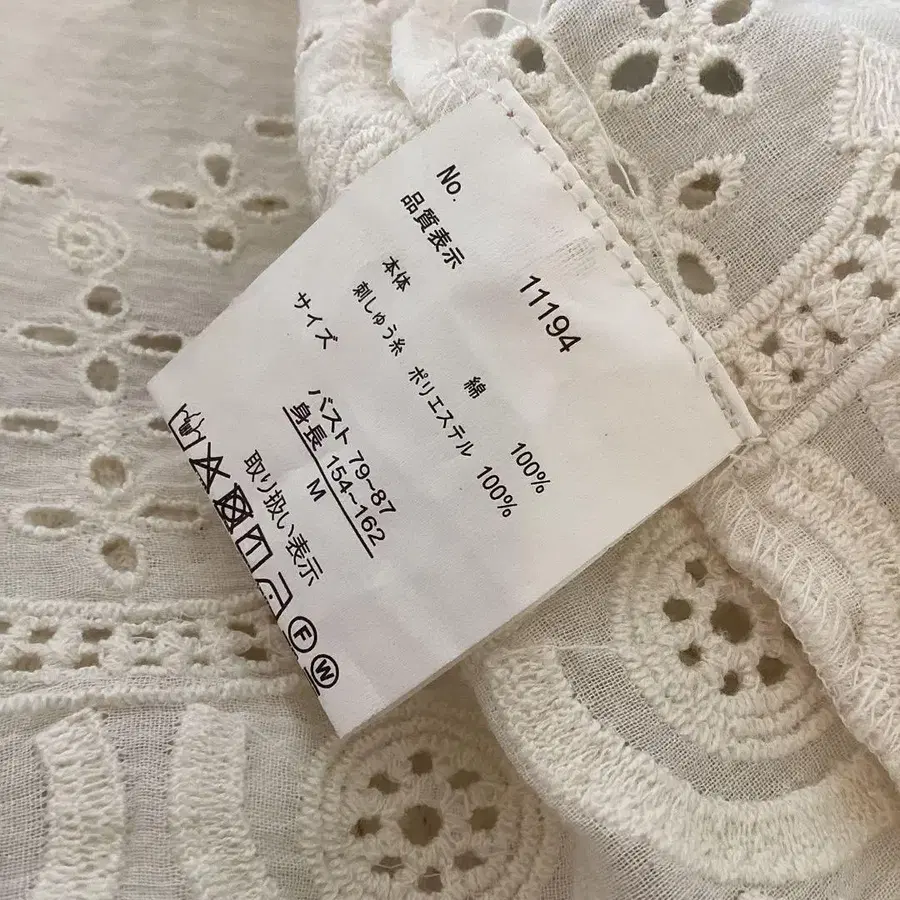 No. 11194
品質表示
本体 綿 100%
刺しゅう糸 ポリエステル 100%
サイズ
バスト 79~87
身長 154~162
M
取り扱い表示
F W